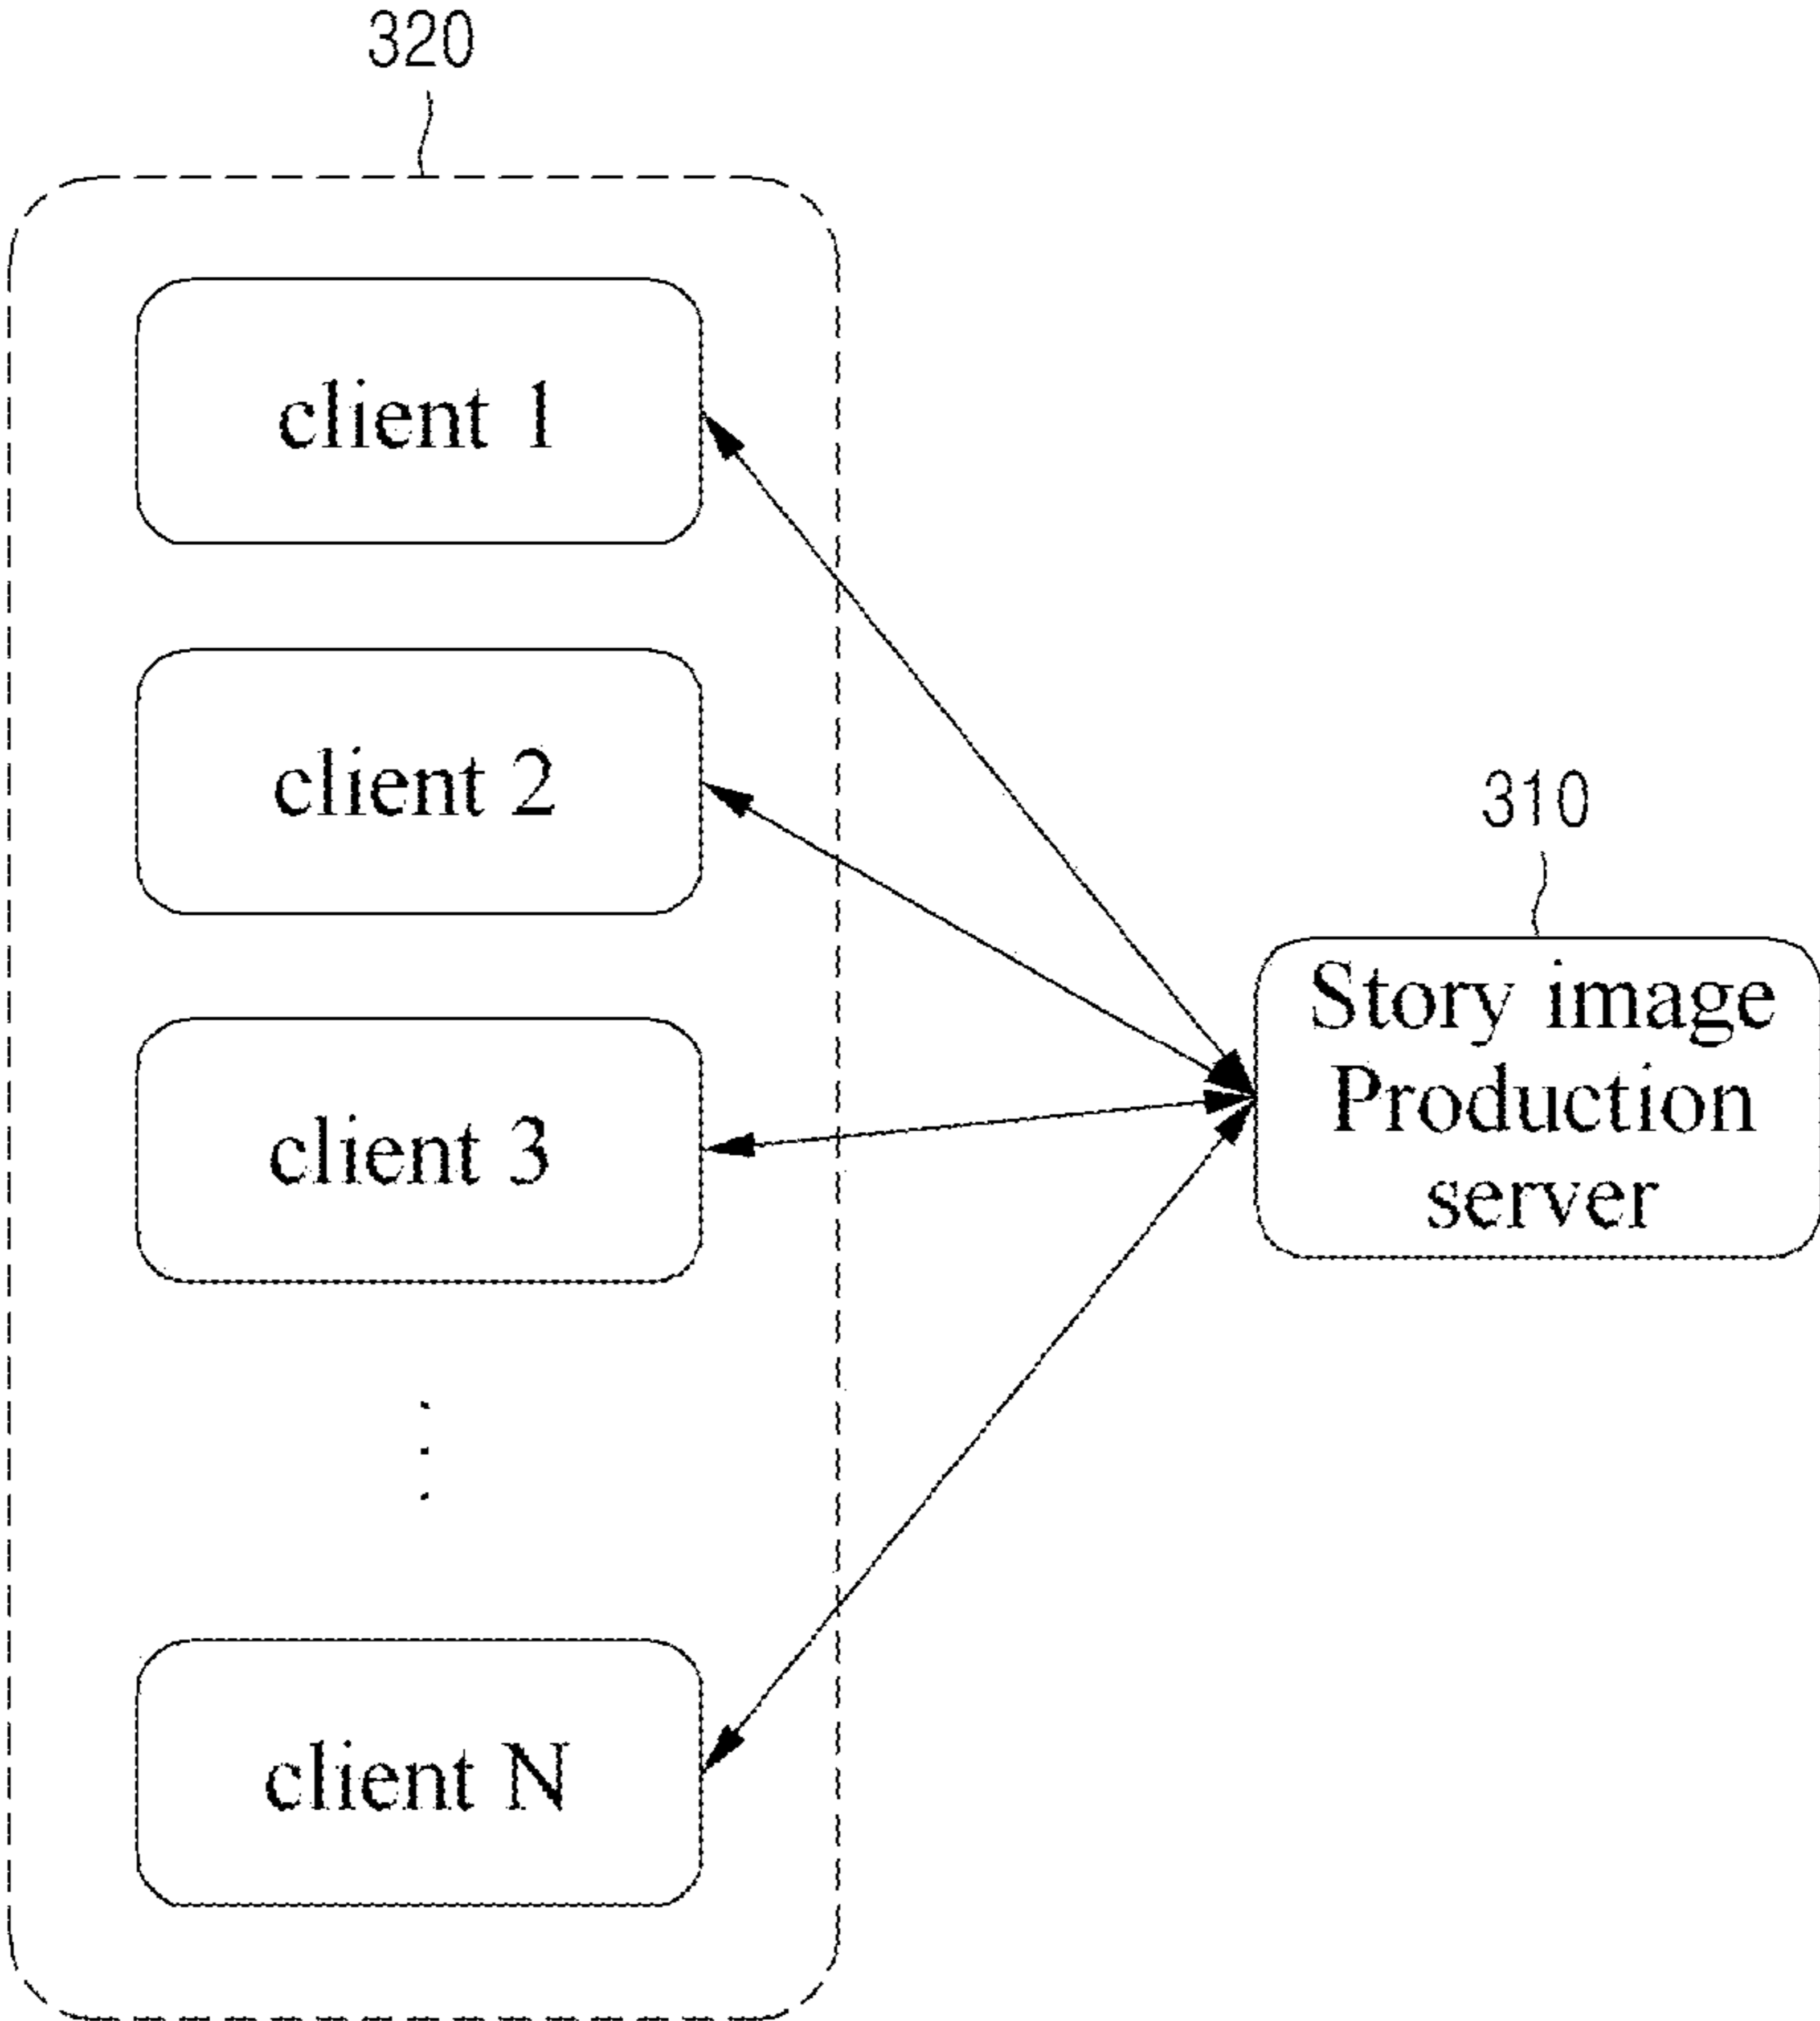 320
client 1
client 2
client 3
client N
310
Story image
Production
server